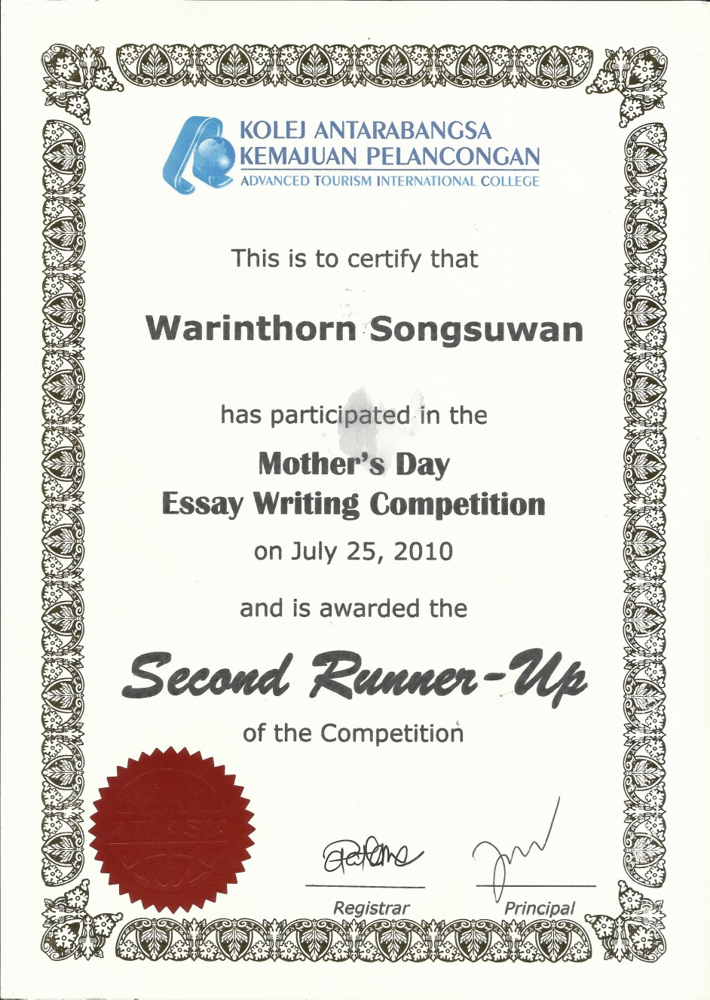 KOLEJ ANTARABANGSA
KEMAJUAN PELANCONGAN
ADVANCED TOURISM INTERNATIONAL COLLEGE
This is to certify that
Warinthorn Songsuwan
has participated in the
Mother's Day
Essay Writing Competition
on July 25, 2010
and is awarded the
Second Runner-Up
of the Competition
Registrar
Principal